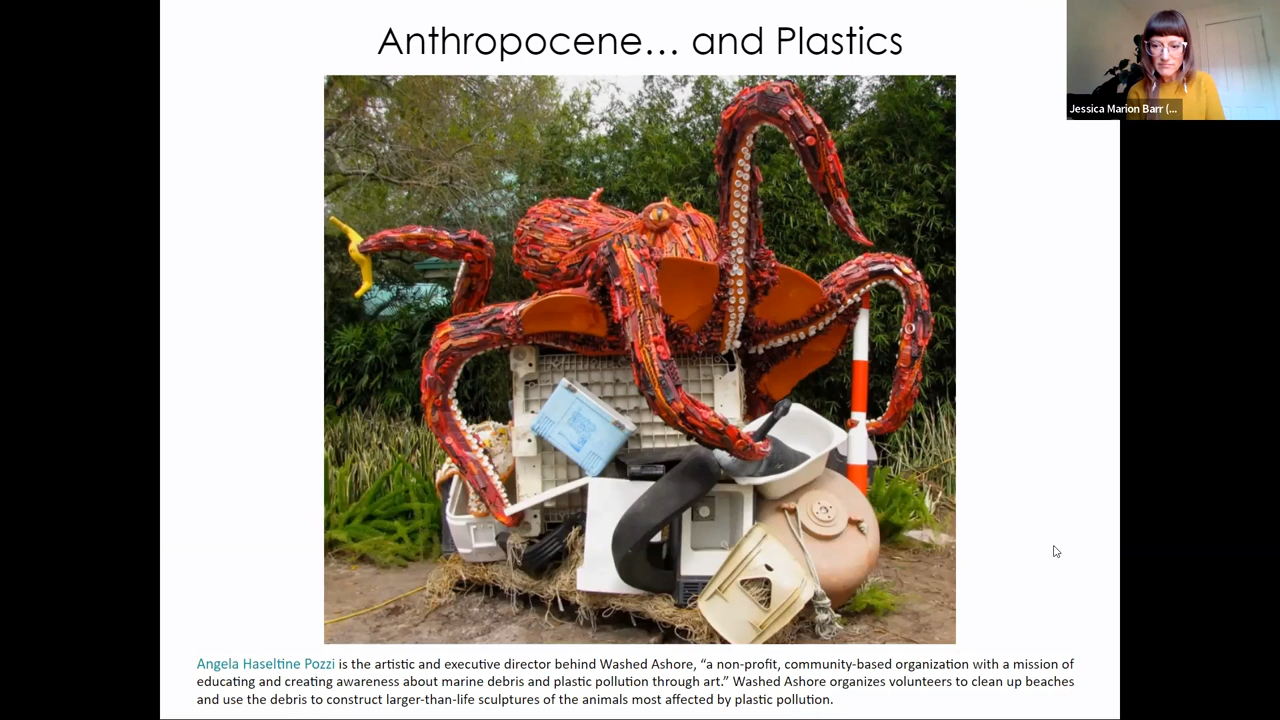 Anthropocene… and Plastics
Jessica Marion Barr (...
Angela Haseltine Pozzi is the artistic and executive director behind Washed Ashore, “a non-profit, community-based organization with a mission of
educating and creating awareness about marine debris and plastic pollution through art.” Washed Ashore organizes volunteers to clean up beaches
and use the debris to construct larger-than-life sculptures of the animals most affected by plastic pollution.